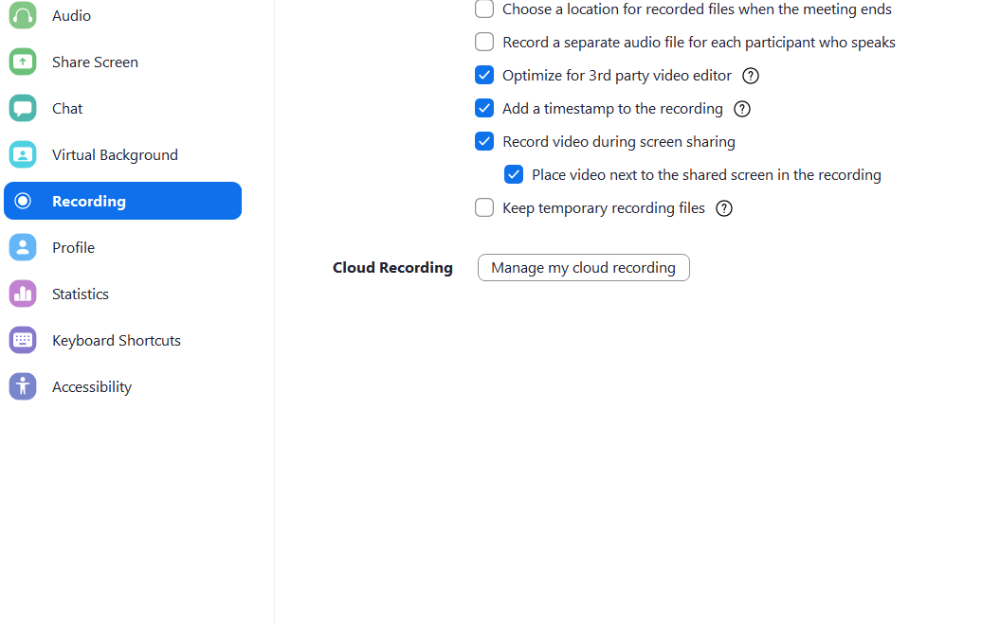 Audio
Share Screen
Chat
Virtual Background
Recording
Profile
Statistics
Keyboard Shortcuts
Accessibility
Choose a location for recorded files when the meeting ends
Record a separate audio file for each participant who speaks
Optimize for 3rd party video editor ?
Add a timestamp to the recording ?
Record video during screen sharing
Place video next to the shared screen in the recording
Keep temporary recording files ?
Cloud Recording Manage my cloud recording